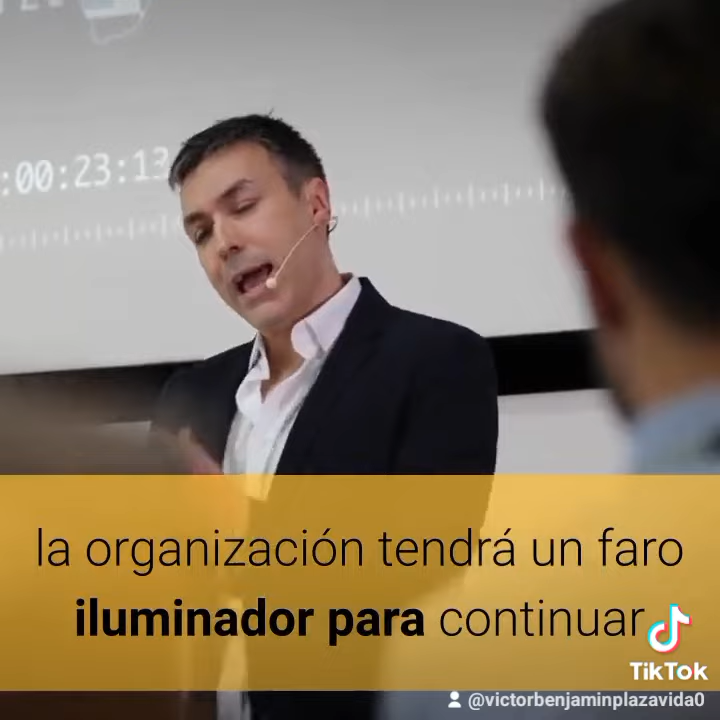 :00:23:13
la organización tendrá un faro
iluminador para continuar
TikTok
@victorbenjaminplazavida0